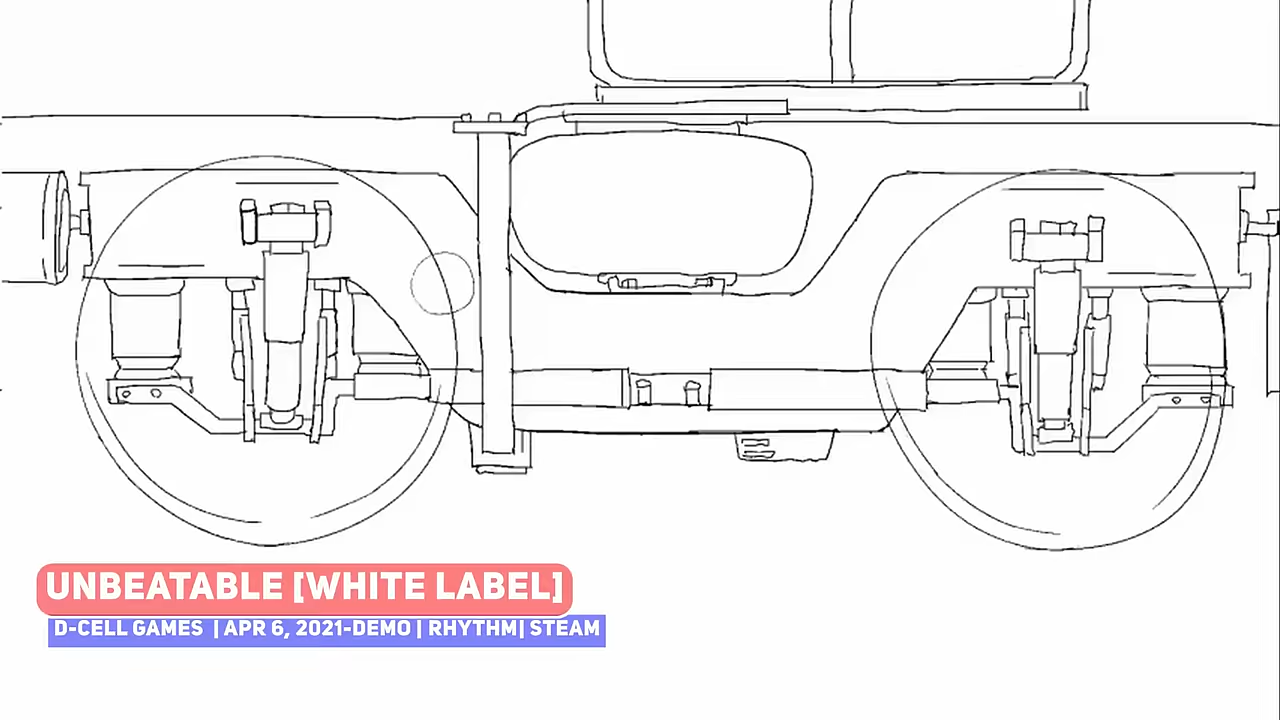 UNBEATABLE [WHITE LABEL]
D-CELL GAMES | APR 6, 2021-DEMO | RHYTHM| STEAM